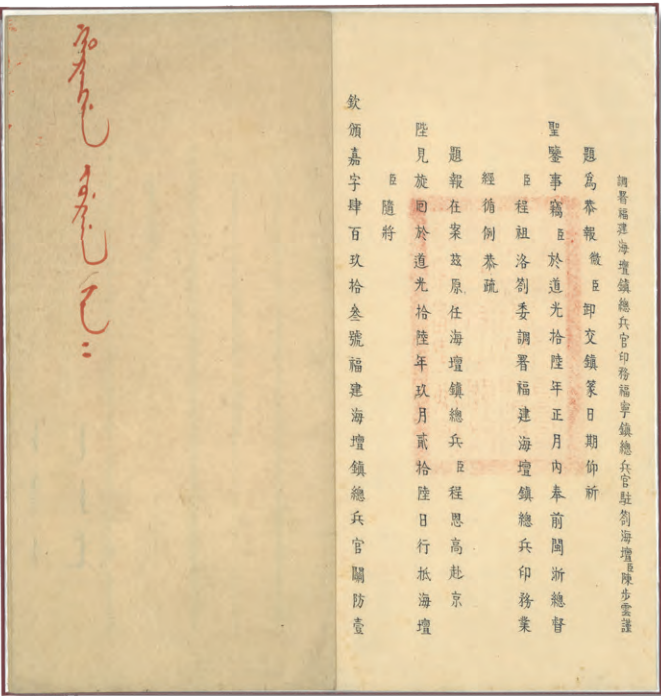 調署福建海壇鎮總兵官印務福寧鎮總兵官駐劄海壇臣陳步雲謹
題爲恭報微臣卸交鎮篆日期仰祈
聖鑒事竊臣於道光拾陸年正月內奉前閩浙總督
臣程祖洛劄委調署福建海壇鎮總兵印務業
經循例恭疏
題報在案茲原任海壇鎮總兵臣程恩高赴京
陛見旋回於道光拾陸年玖月貳拾陸日行抵海壇
臣隨將
欽頒嘉字肆百玖拾叁號福建海壇鎮總兵官關防壹